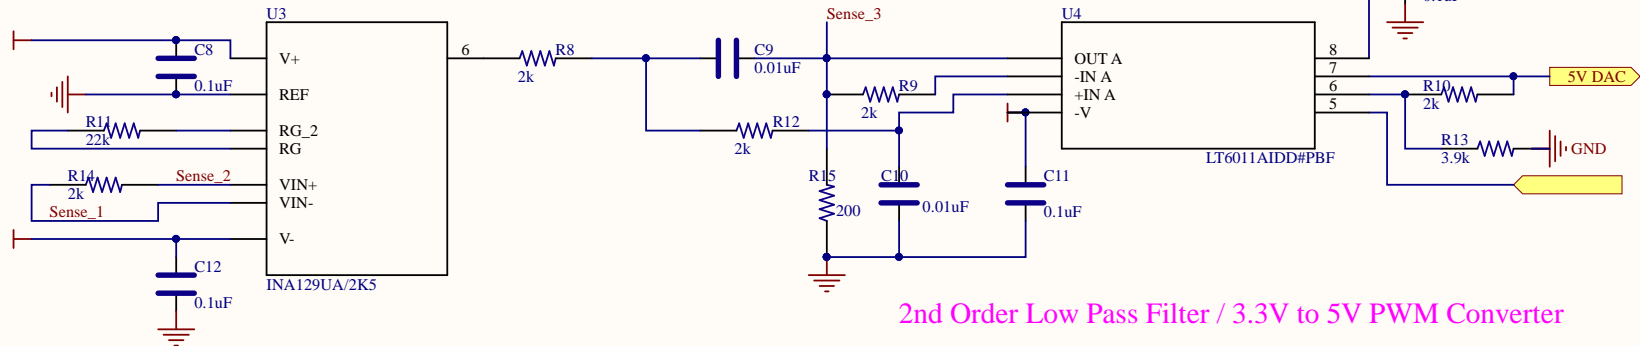 U3
Sense_3
U4
0.1uF
C8
0.1uF
V+
REF
RG_2
RG
VIN+
VIN-
V-
6
R8
2k
C9
0.01uF
OUT A
-IN A
+IN A
-V
8
7
6
5
5V DAC
R9
2k
R10
2k
R11
22k
R12
2k
R13
3.9k
GND
LT6011AIDD#PBF
R14
2k
Sense_2
Sense_1
R15
200
C10
0.01uF
C11
0.1uF
C12
0.1uF
INA129UA/2K5
2nd Order Low Pass Filter / 3.3V to 5V PWM Converter